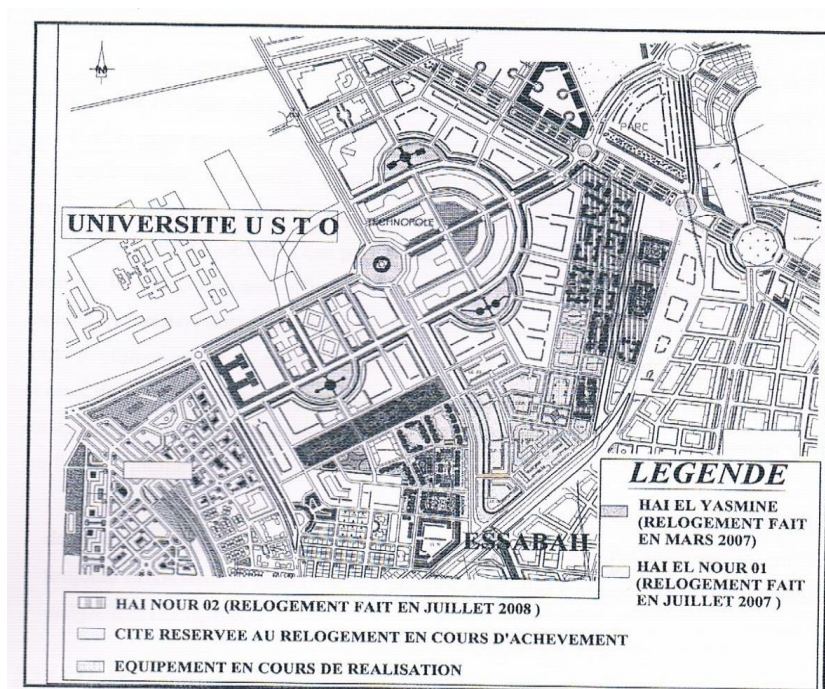 N
PARC
TECHNOPOLE
UNIVERSITE U S T O
ESSABAH
LEGENDE
HAI EL YASMINE
(RELOGEMENT FAIT
EN MARS 2007)
HAI EL NOUR 01
(RELOGEMENT FAIT
EN JUILLET 2007 )
HAI NOUR 02 (RELOGEMENT FAIT EN JUILLET 2008 )
CITE RESERVEE AU RELOGEMENT EN COURS D'ACHEVEMENT
EQUIPEMENT EN COURS DE REALISATION